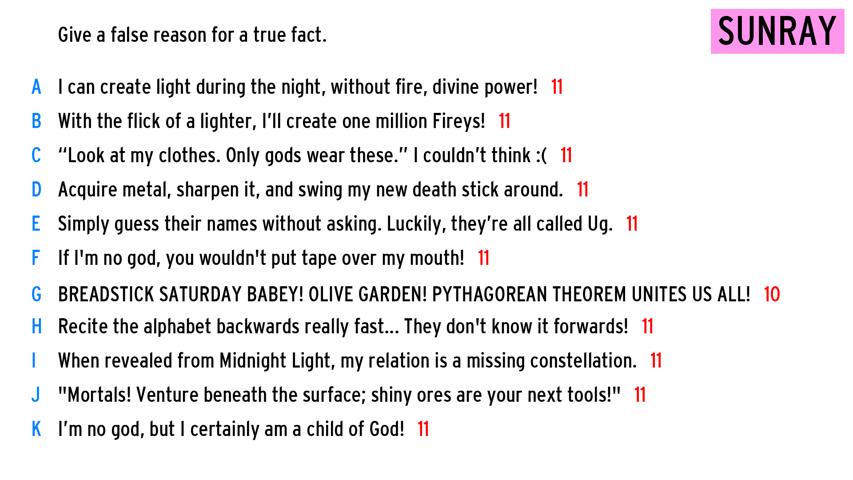 Give a false reason for a true fact.
SUNRAY
A I can create light during the night, without fire, divine power! 11
B With the flick of a lighter, I’ll create one million Fireys! 11
C “Look at my clothes. Only gods wear these.” I couldn’t think :( 11
D Acquire metal, sharpen it, and swing my new death stick around. 11
E Simply guess their names without asking. Luckily, they’re all called Ug. 11
F If I'm no god, you wouldn't put tape over my mouth! 11
G BREADSTICK SATURDAY BABEY! OLIVE GARDEN! PYTHAGOREAN THEOREM UNITES US ALL! 10
H Recite the alphabet backwards really fast... They don't know it forwards! 11
I When revealed from Midnight Light, my relation is a missing constellation. 11
J "Mortals! Venture beneath the surface; shiny ores are your next tools!" 11
K I’m no god, but I certainly am a child of God! 11